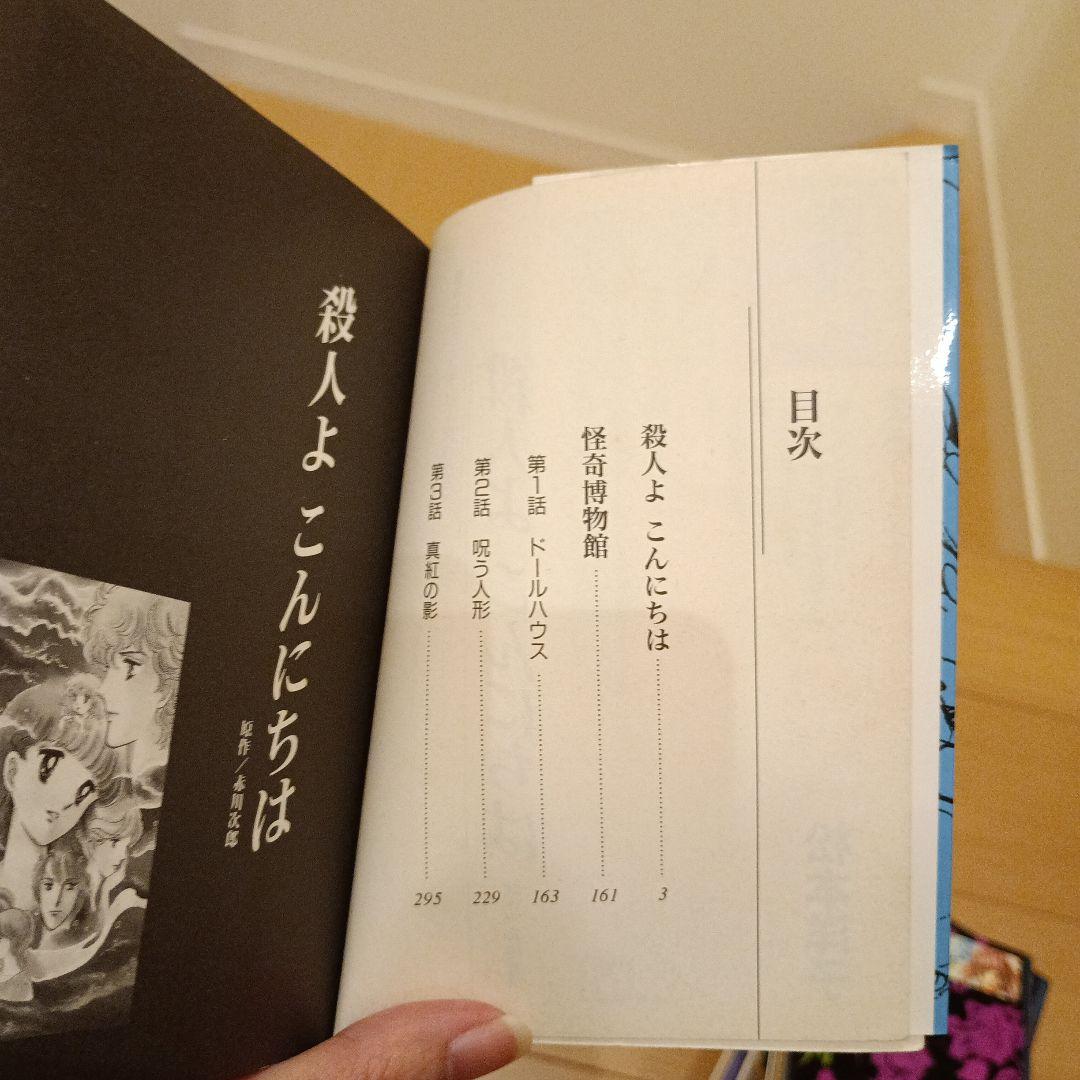 目次
殺人よ こんにちは 3
怪奇博物館 161
第1話 ドールハウス 163
第2話 呪う人形 229
第3話 真紅の影 295
殺人よ こんにちは
原作/赤川次郎